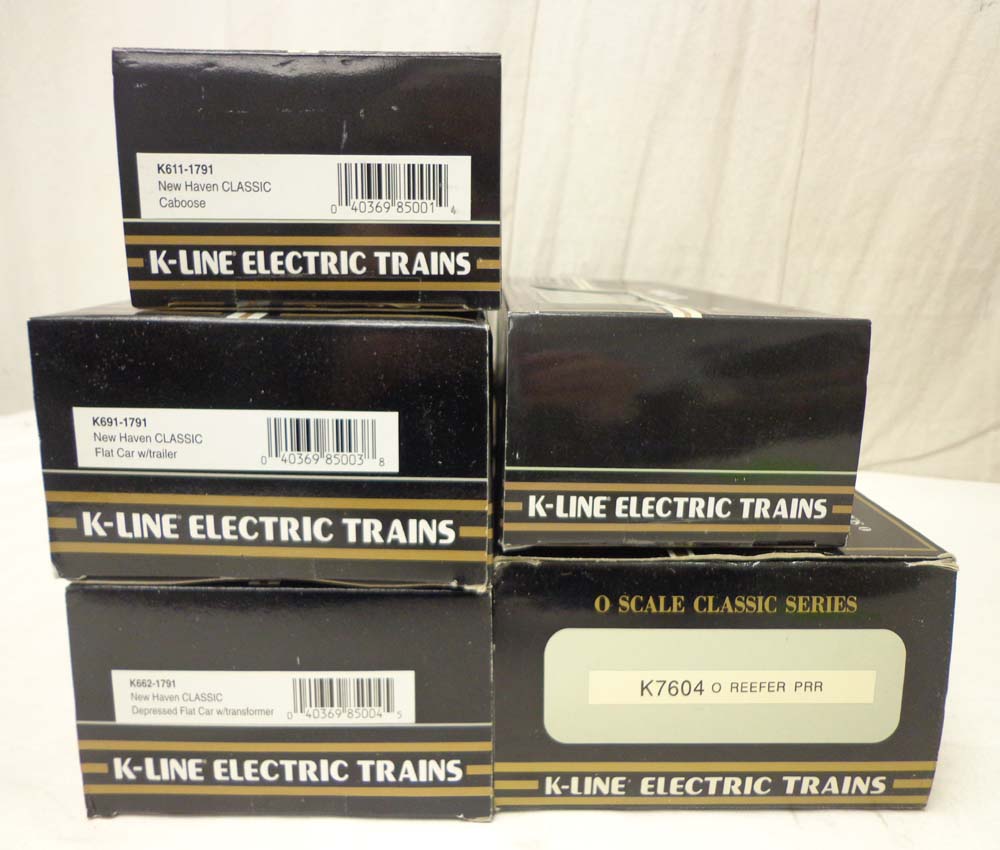 K611-1791
New Haven CLASSIC
Caboose
0 40369 85001 4
K-LINE ELECTRIC TRAINS
K691-1791
New Haven CLASSIC
Flat Car w/trailer
0 40369 85003 8
K-LINE ELECTRIC TRAINS
K662-1791
New Haven CLASSIC
Depressed Flat Car w/transformer
0 40369 85004 5
K-LINE ELECTRIC TRAINS
K-LINE ELECTRIC TRAINS
O SCALE CLASSIC SERIES
K7604 O REEFER PRR
K-LINE ELECTRIC TRAINS